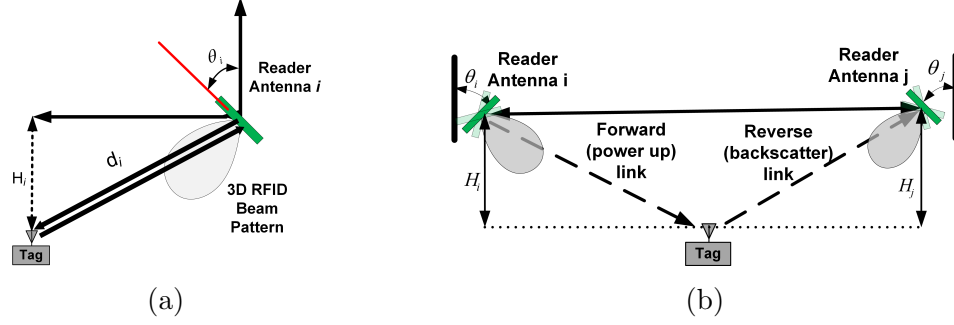 θi
Reader
Antenna i
Hi
di
3D RFID
Beam
Pattern
Tag
(a)
Reader
Antenna i
θi
Reader
Antenna j
θj
Forward
(power up)
link
Reverse
(backscatter)
link
Hi
Hj
Tag
(b)